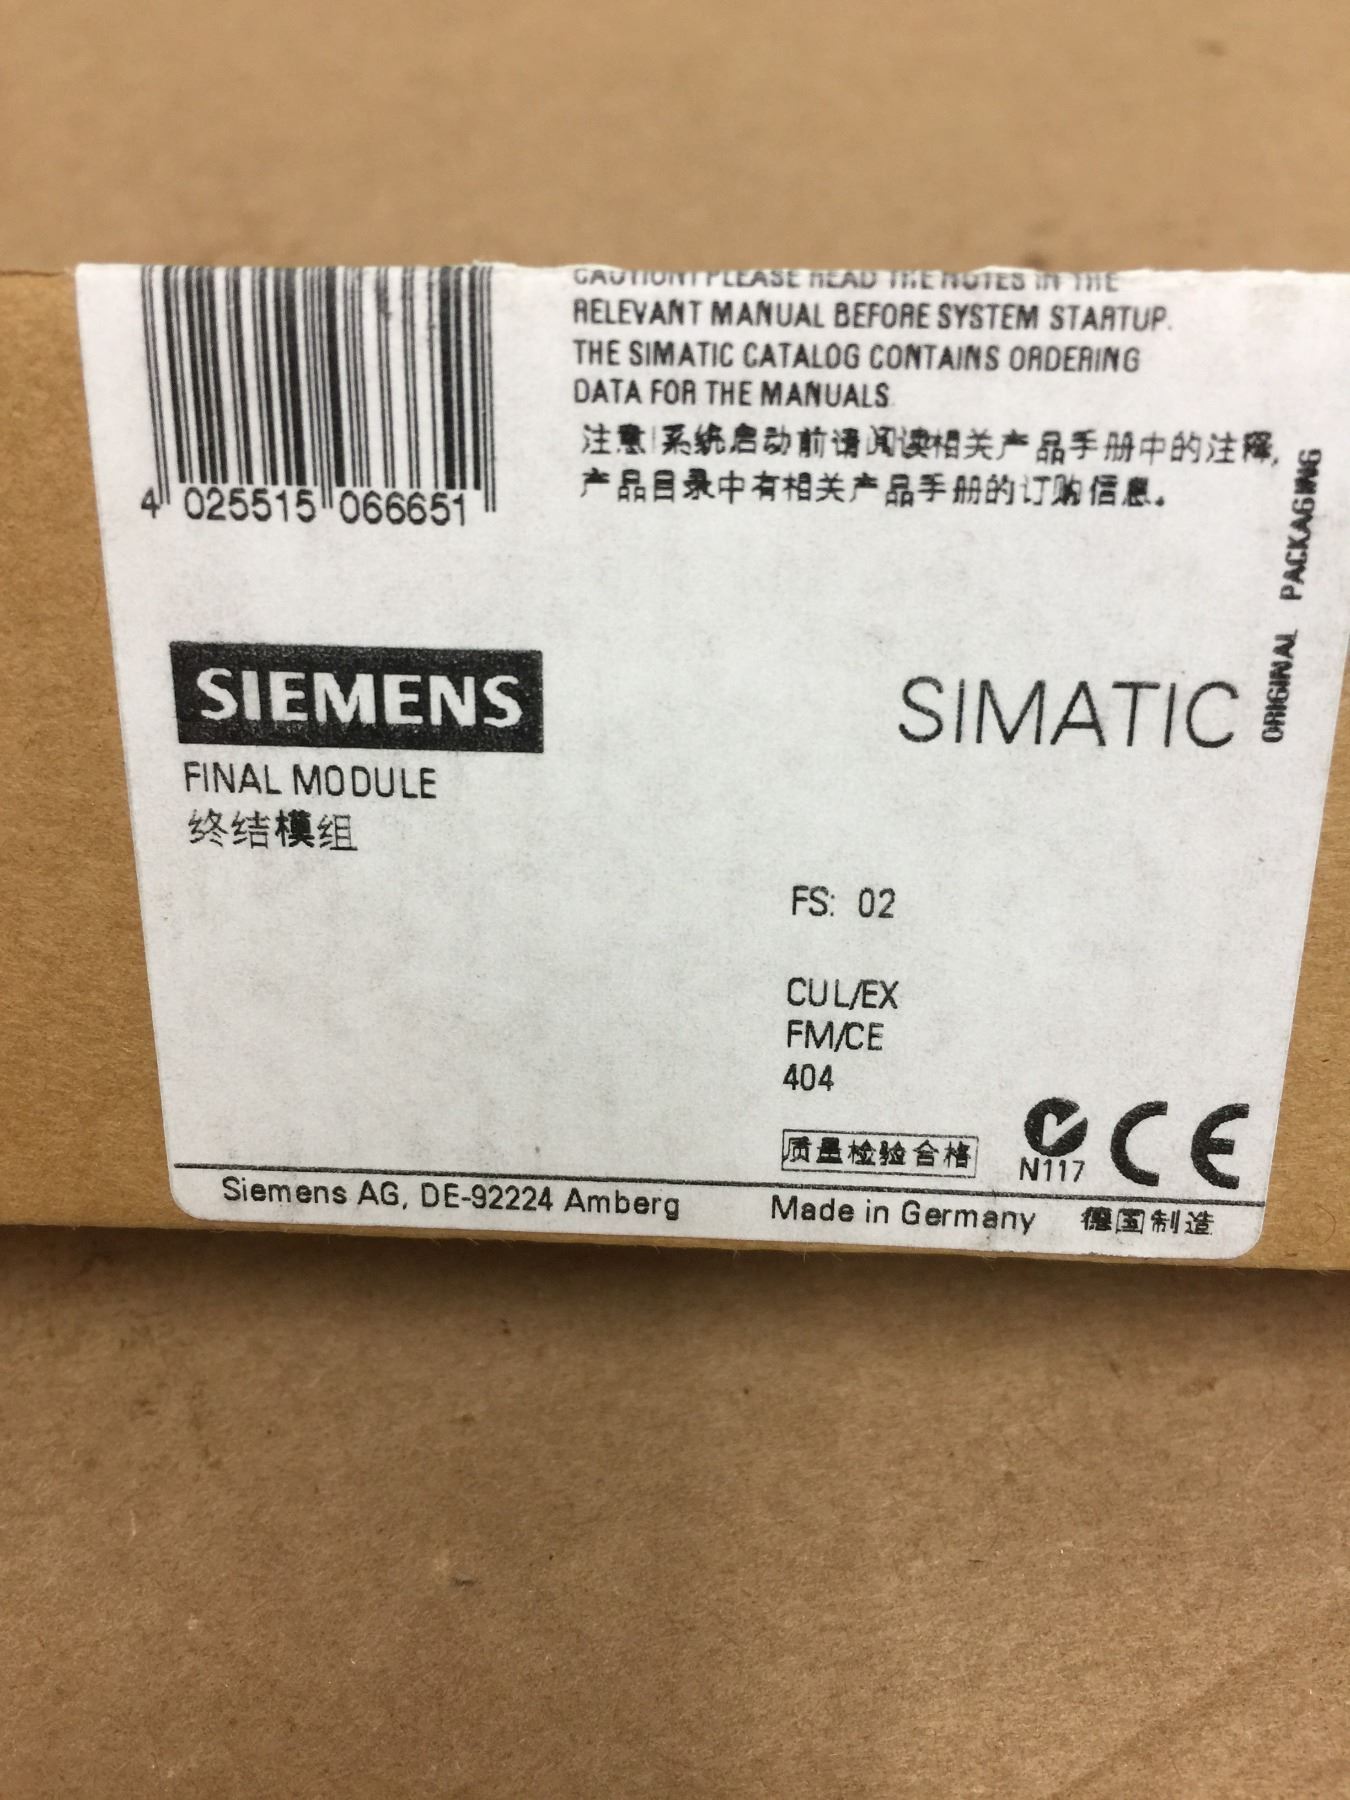 CAUTION! PLEASE READ THE NOTES IN THE
RELEVANT MANUAL BEFORE SYSTEM STARTUP.
THE SIMATIC CATALOG CONTAINS ORDERING
DATA FOR THE MANUALS
注意!系统启动前请阅读相关产品手册中的注释,
产品目录中有相关产品手册的订购信息。
4 025515 066651
ORIGINAL PACKAGING
SIEMENS
SIMATIC
FINAL MODULE
终结模组
FS: 02
CUL/EX
FM/CE
404
质量检验合格
N117
CE
Siemens AG, DE-92224 Amberg
Made in Germany 德国制造